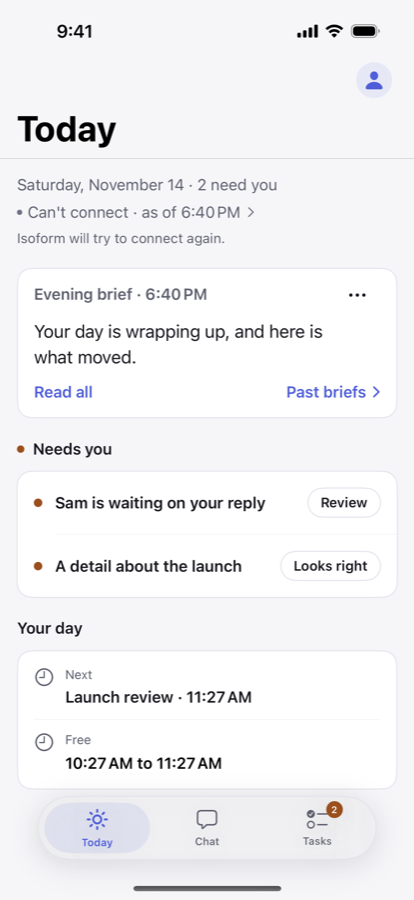 9:41
Today
Saturday, November 14 · 2 need you
• Can't connect · as of 6:40 PM >
Isoform will try to connect again.
Evening brief · 6:40 PM
Your day is wrapping up, and here is
what moved.
Read all
Past briefs >
Needs you
Sam is waiting on your reply
Review
A detail about the launch
Looks right
Your day
Next
Launch review · 11:27 AM
Free
10:27 AM to 11:27 AM
Today
Chat
2
Tasks